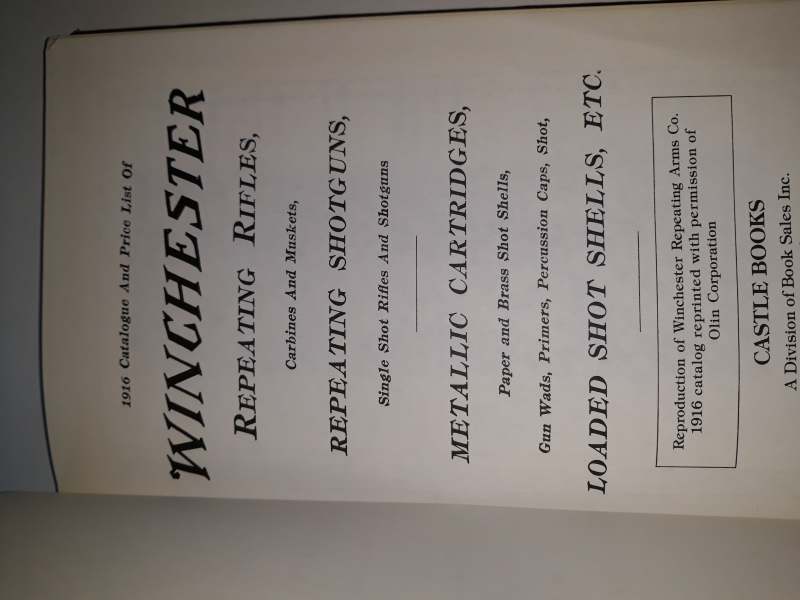 1916 Catalogue And Price List Of
WINCHESTER
REPEATING RIFLES,
Carbines And Muskets,
REPEATING SHOTGUNS,
Single Shot Rifles And Shotguns
METALLIC CARTRIDGES,
Paper and Brass Shot Shells,
Gun Wads, Primers, Percussion Caps, Shot,
LOADED SHOT SHELLS, ETC.
Reproduction of Winchester Repeating Arms Co.
1916 catalog reprinted with permission of
Olin Corporation
CASTLE BOOKS
A Division of Book Sales Inc.